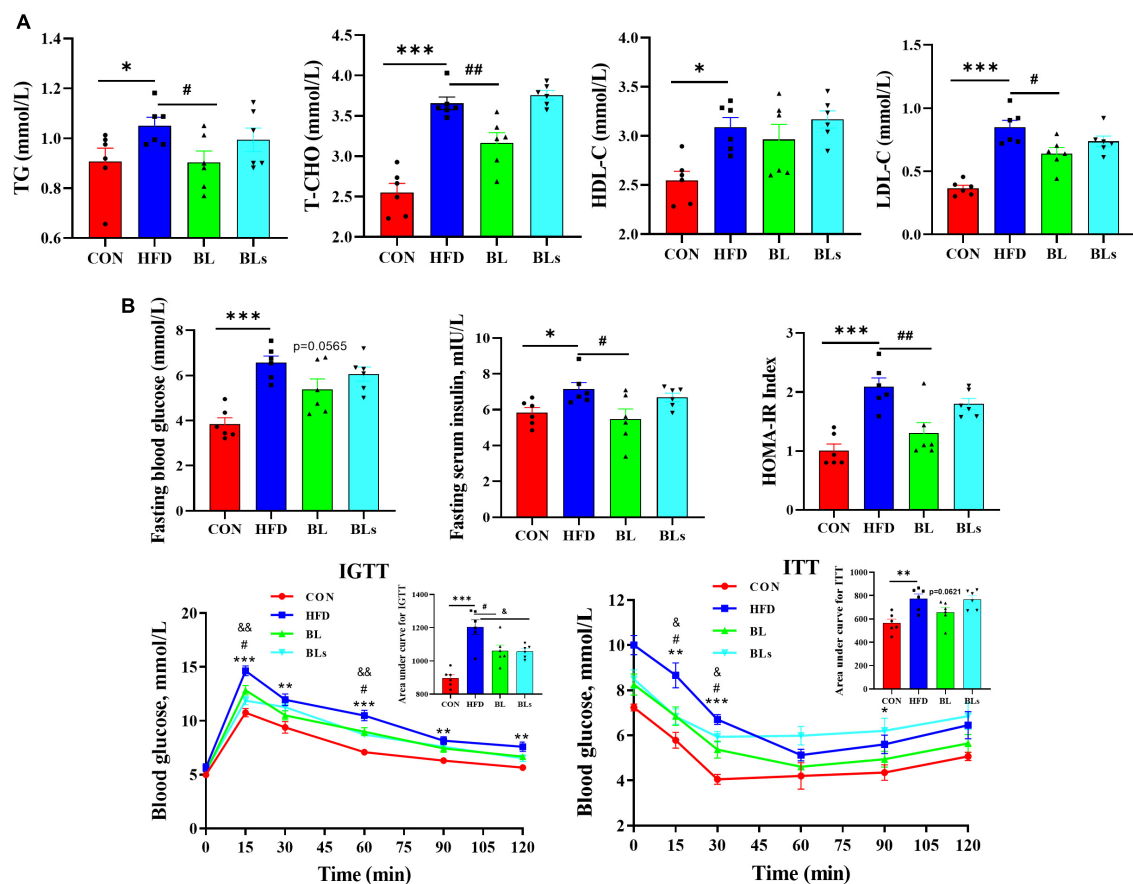 A
TG (mmol/L)
1.4
1.2
1.0
0.8
0.6
*
#
CON HFD BL BLs
T-CHO (mmol/L)
4.5
4.0
3.5
3.0
2.5
2.0
***
##
CON HFD BL BLs
HDL-C (mmol/L)
4.0
3.5
3.0
2.5
2.0
*
CON HFD BL BLs
LDL-C (mmol/L)
1.5
1.0
0.5
0.0
***
#
CON HFD BL BLs
B
Fasting blood glucose (mmol/L)
8
6
4
2
0
***
p=0.0565
CON HFD BL BLs
Fasting serum insulin, mIU/L
10
8
6
4
2
0
*
#
CON HFD BL BLs
HOMA-IR Index
3
2
1
0
***
##
CON HFD BL BLs
IGTT
CON
HFD
BL
BLs
Blood glucose, mmol/L
20
15
10
5
0
&&
#
***
**
&&
#
***
**
**
0 15 30 45 60 75 90 105 120
Time (min)
Area under curve for IGTT
1400
1200
1000
800
***
#
&
CON HFD BL BLs
ITT
CON
HFD
BL
BLs
Blood glucose, mmol/L
12
10
8
6
4
2
&
#
**
&
#
***
*
0 15 30 45 60 75 90 105 120
Time (min)
Area under curve for ITT
1000
800
600
400
200
0
**
p=0.0621
CON HFD BL BLs